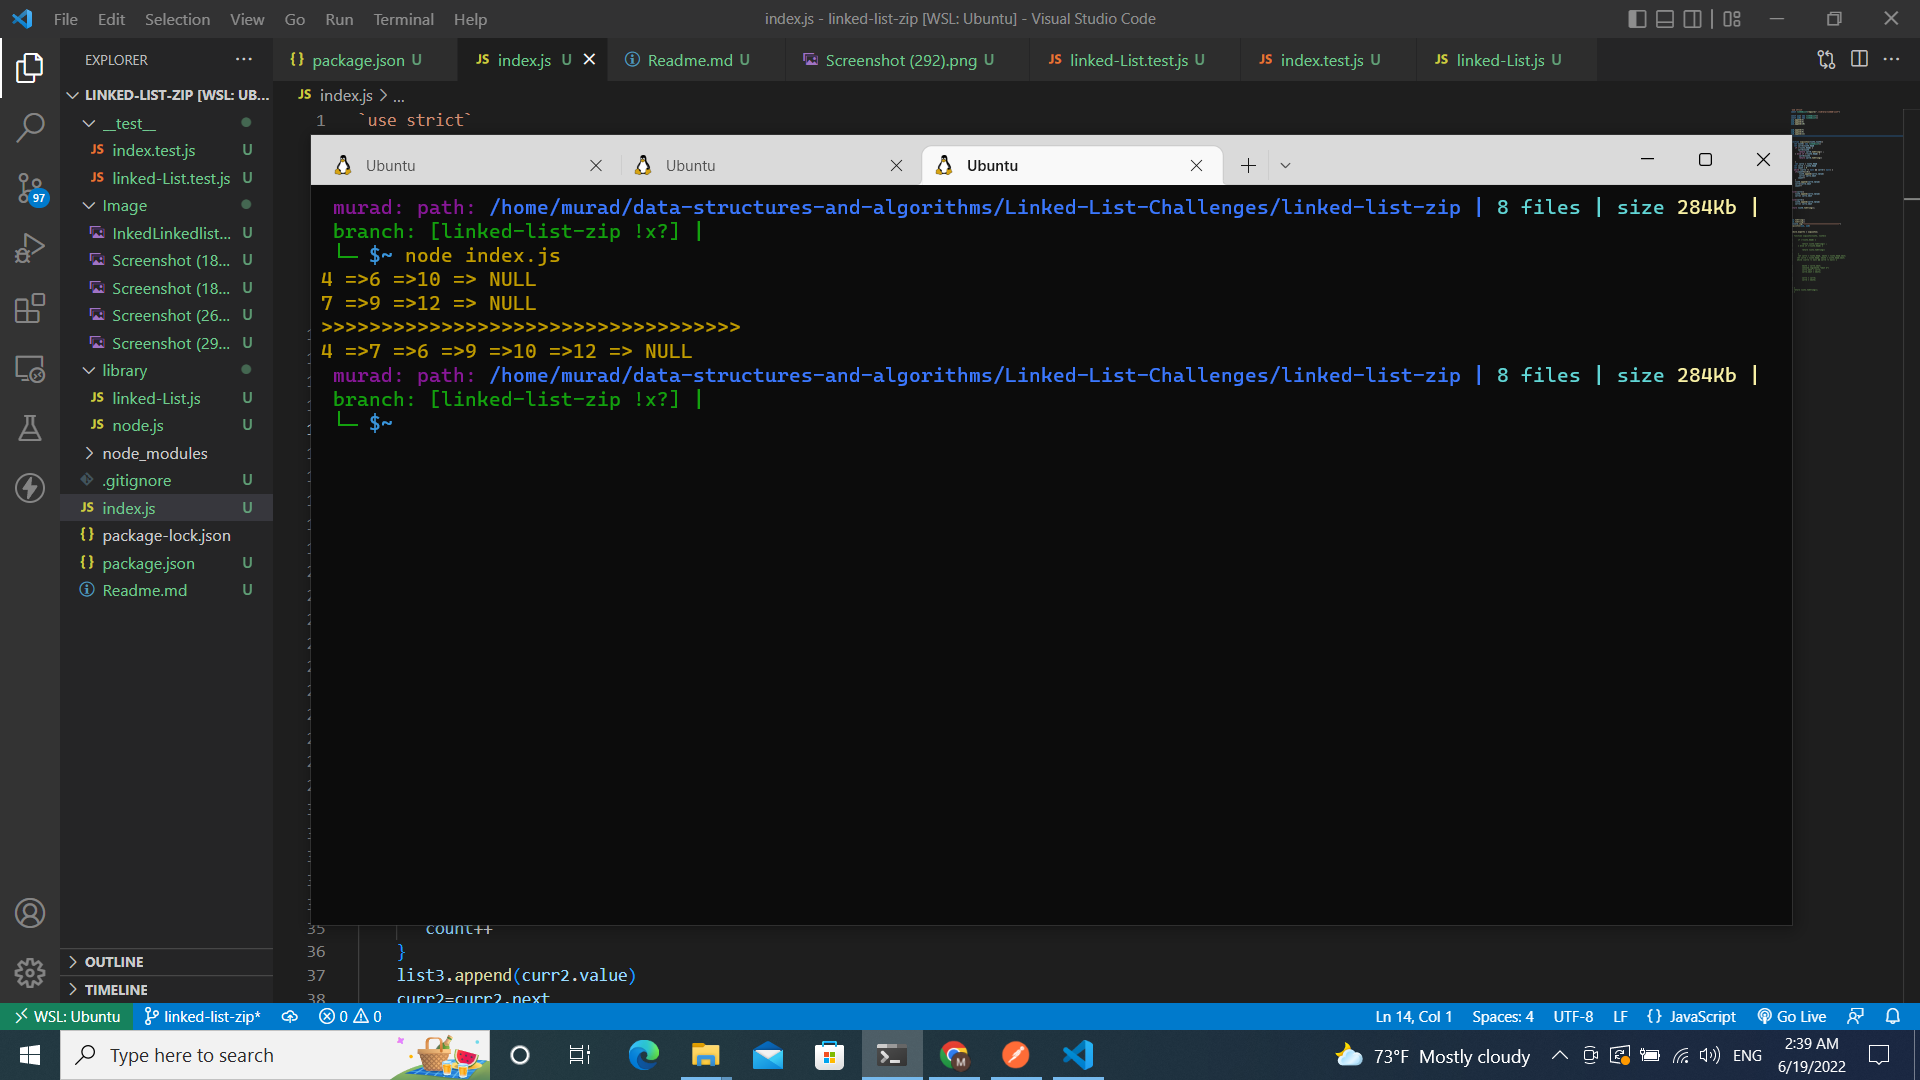 File Edit Selection View Go Run Terminal Help
index.js - linked-list-zip [WSL: Ubuntu] - Visual Studio Code
EXPLORER
{} package.json U
JS index.js U
Readme.md U
Screenshot (292).png U
JS linked-List.test.js U
JS index.test.js U
JS linked-List.js U
LINKED-LIST-ZIP [WSL: UB...
__test__
JS index.test.js U
JS linked-List.test.js U
Image
InkedLinkedlist... U
Screenshot (18... U
Screenshot (18... U
Screenshot (26... U
Screenshot (29... U
library
JS linked-List.js U
JS node.js U
node_modules
.gitignore U
JS index.js U
{} package-lock.json
{} package.json U
Readme.md U
OUTLINE
TIMELINE
97
JS index.js > ...
1 `use strict`
Ubuntu
Ubuntu
Ubuntu
murad: path: /home/murad/data-structures-and-algorithms/Linked-List-Challenges/linked-list-zip | 8 files | size 284Kb |
branch: [linked-list-zip !x?] |
└─ $~ node index.js
4 =>6 =>10 => NULL
7 =>9 =>12 => NULL
>>>>>>>>>>>>>>>>>>>>>>>>>>>>>>>>>>>
4 =>7 =>6 =>9 =>10 =>12 => NULL
murad: path: /home/murad/data-structures-and-algorithms/Linked-List-Challenges/linked-list-zip | 8 files | size 284Kb |
branch: [linked-list-zip !x?] |
└─ $~
35 count++
36 }
37 list3.append(curr2.value)
38 curr2=curr2.next
WSL: Ubuntu linked-list-zip* 0 0
Ln 14, Col 1 Spaces: 4 UTF-8 LF {} JavaScript Go Live
Type here to search
73°F Mostly cloudy ENG
2:39 AM
6/19/2022